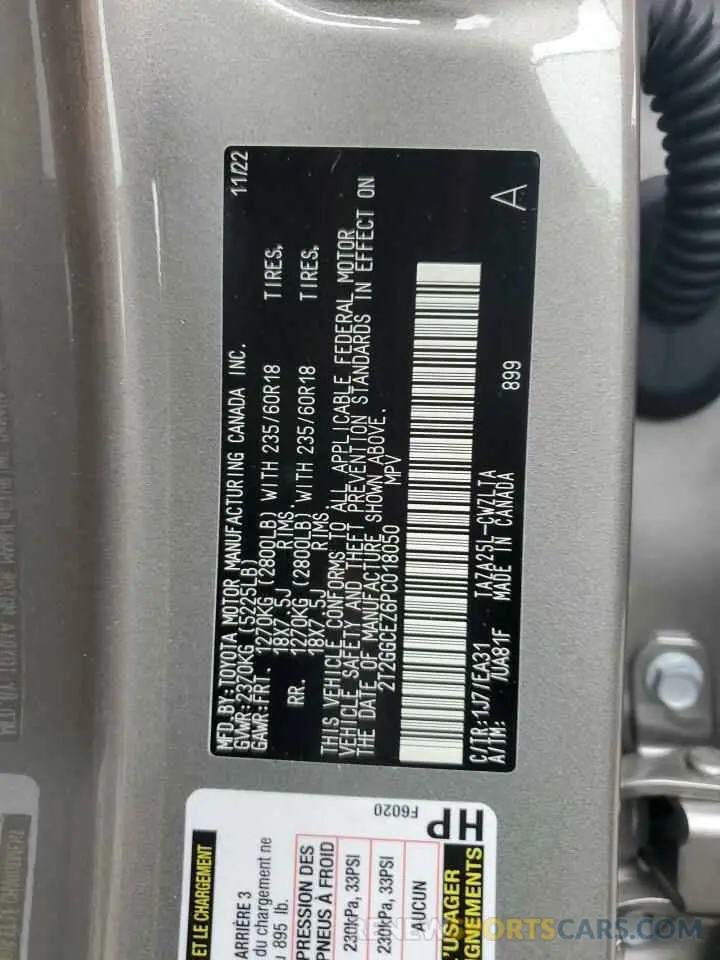 MFD.BY:TOYOTA MOTOR MANUFACTURING CANADA INC. 11/22
GVWR:2370KG (5225LB)
GAWR:FRT. 1270KG (2800LB) WITH 235/60R18 TIRES,
18X7.5J RIMS,
RR. 1270KG (2800LB) WITH 235/60R18 TIRES,
18X7.5J RIMS,
THIS VEHICLE CONFORMS TO ALL APPLICABLE FEDERAL MOTOR
VEHICLE SAFETY AND THEFT PREVENTION STANDARDS IN EFFECT ON
THE DATE OF MANUFACTURE SHOWN ABOVE.
2T2GGCEZ6PC018050 MPV
A
C/TR:1J7/EA31 TAZA25L-CWZLTA 899
A/TM: /UA81F MADE IN CANADA
ET LE CHARGEMENT
ARRIÈRE 3
du chargement ne
895 lb.
PRESSION DES
PNEUS À FROID
230kPa, 33PSI
230kPa, 33PSI
AUCUN
L'USAGER
F6020
HP
RENEWSPORTSCARS.COM